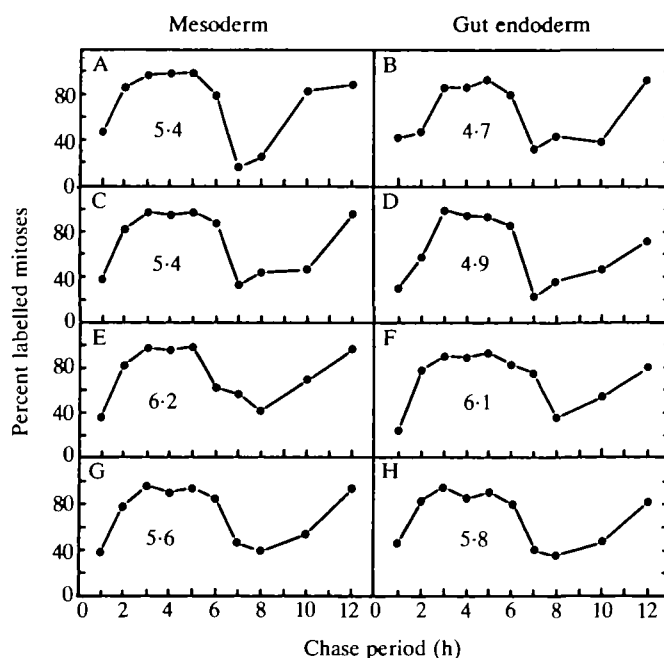 Mesoderm Gut endoderm
A B
80
40
0
5·4 4·7
C D
80
40
0
5·4 4·9
E F
80
40
0
6·2 6·1
G H
80
40
0
5·6 5·8
0 2 4 6 8 10 12 0 2 4 6 8 10 12
Percent labelled mitoses
Chase period (h)